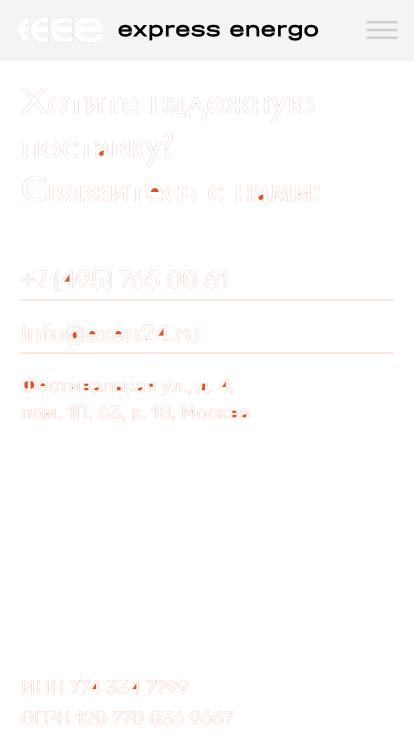 express energo
Хотите надежную
поставку?
Свяжитесь с нами:
+7 (495) 765 00 61
info@exen24.ru
Фестивальная ул., д. 4,
пом. 1П, 63, к. 18, Москва
ИНН 774 334 7799
ОГРН 120 770 036 9667